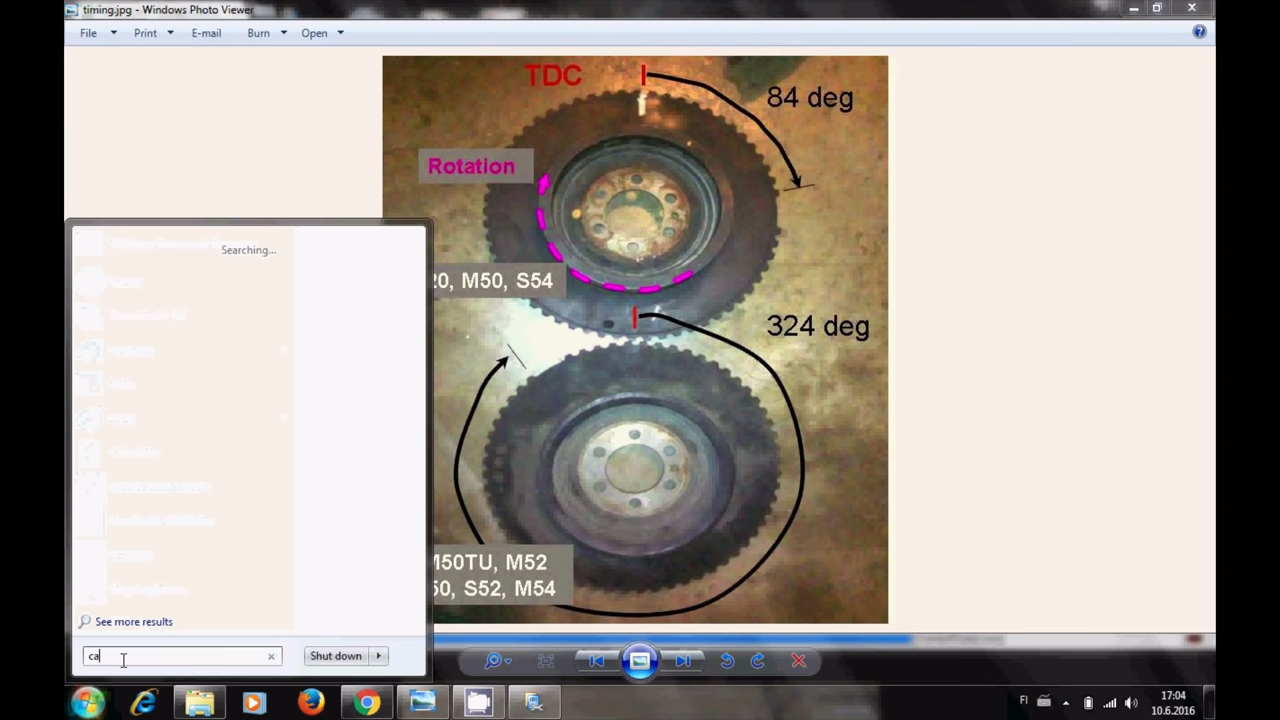 timing.jpg - Windows Photo Viewer
File Print E-mail Burn Open
TDC
84 deg
Rotation
20, M50, S54
324 deg
M50TU, M52
50, S52, M54
Searching...
See more results
ca
Shut down
FI
17:04
10.6.2016